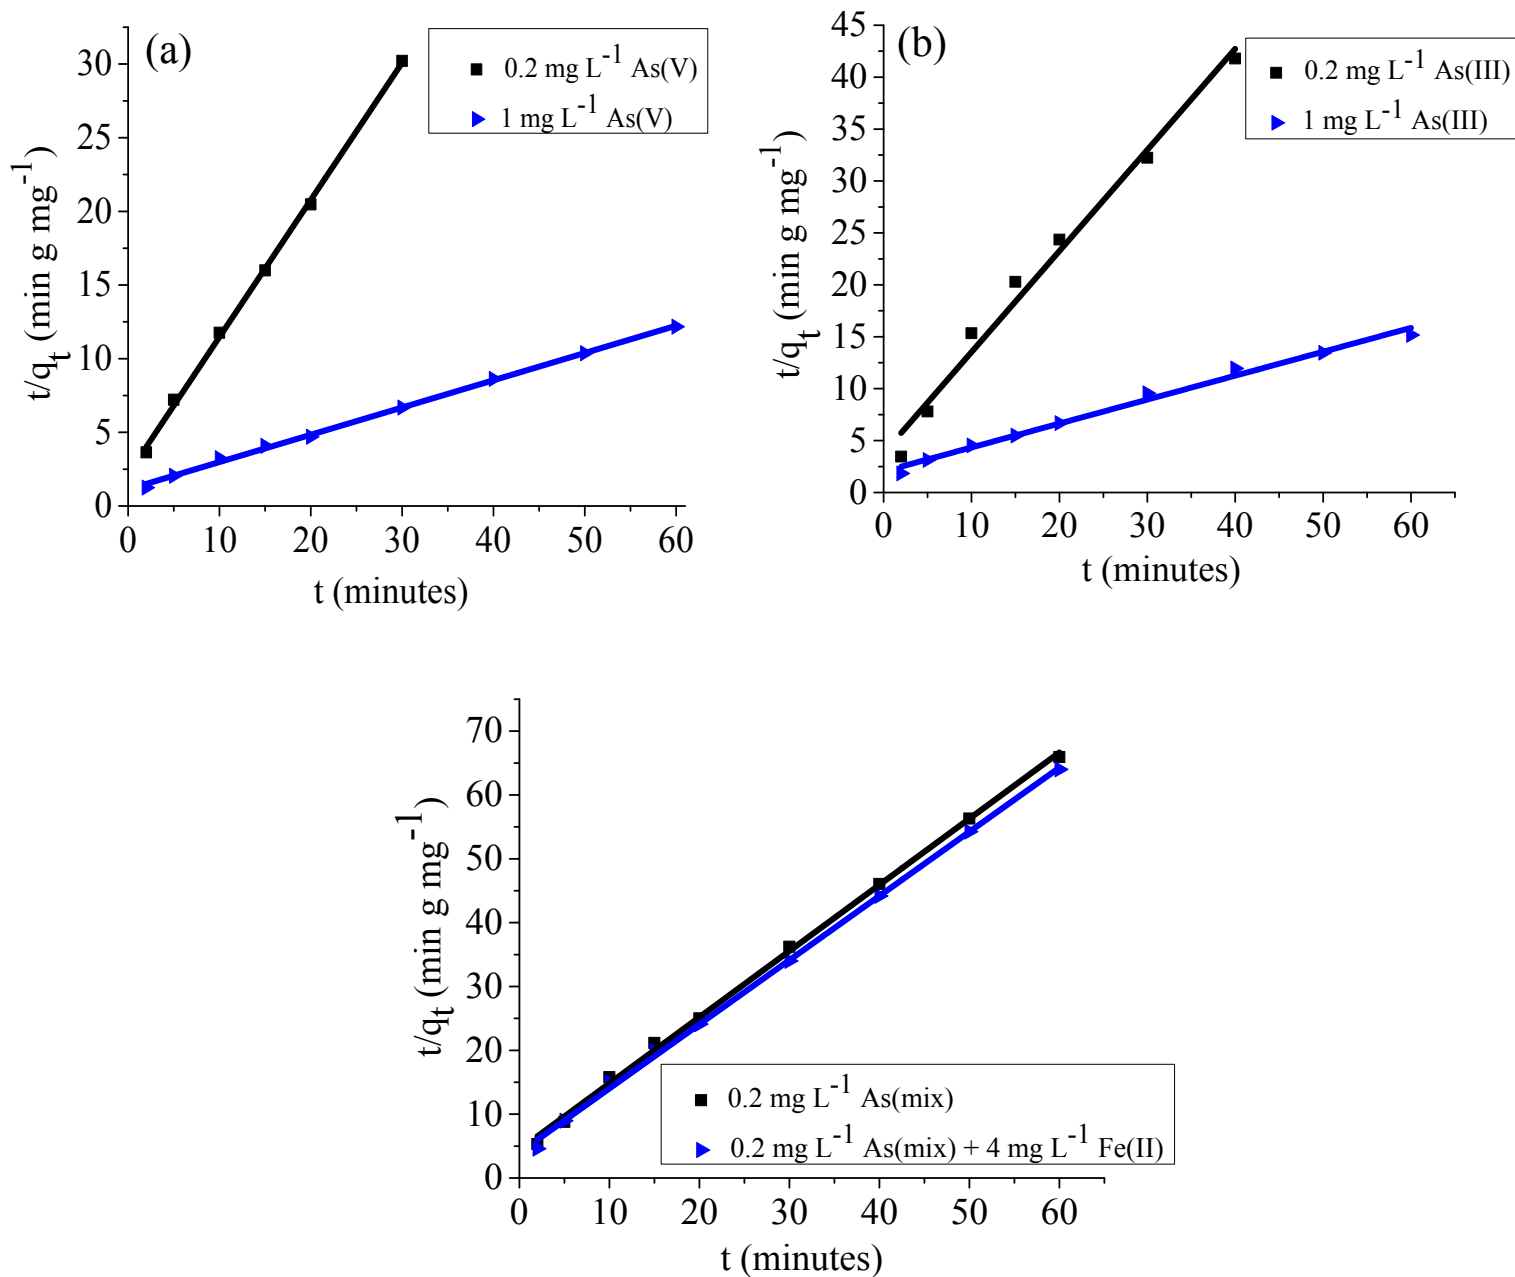 (a)
0.2 mg L⁻¹ As(V)
1 mg L⁻¹ As(V)
t/qₜ (min g mg⁻¹)
30
25
20
15
10
5
0
0 10 20 30 40 50 60
t (minutes)
(b)
0.2 mg L⁻¹ As(III)
1 mg L⁻¹ As(III)
t/qₜ (min g mg⁻¹)
45
40
35
30
25
20
15
10
5
0
0 10 20 30 40 50 60
t (minutes)
t/qₜ (min g mg⁻¹)
70
60
50
40
30
20
10
0
0.2 mg L⁻¹ As(mix)
0.2 mg L⁻¹ As(mix) + 4 mg L⁻¹ Fe(II)
0 10 20 30 40 50 60
t (minutes)